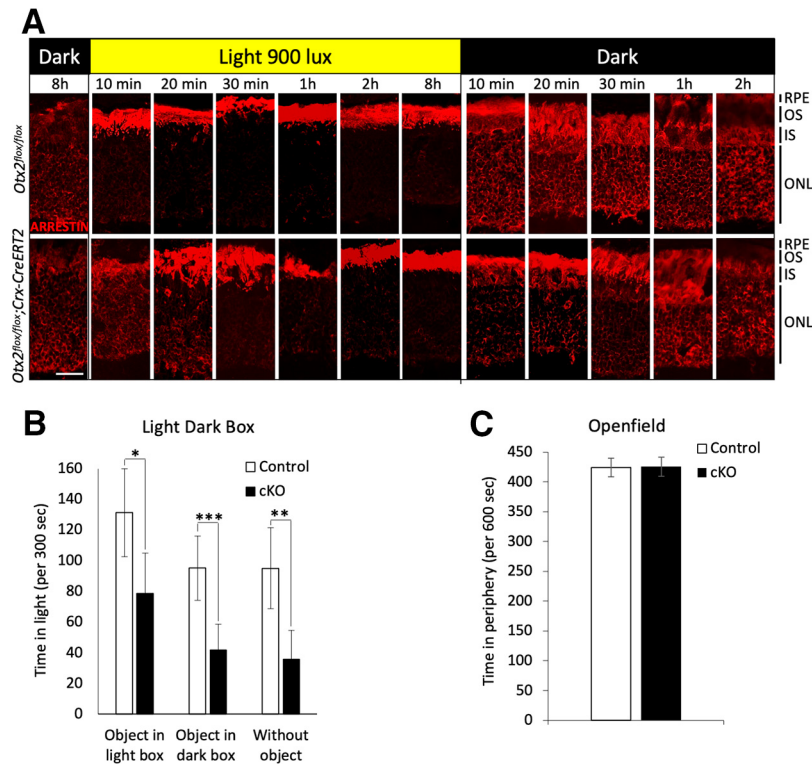 A
Dark Light 900 lux Dark
8h 10 min 20 min 30 min 1h 2h 8h 10 min 20 min 30 min 1h 2h
Otx2flox/flox
ARRESTIN
RPE
OS
IS
ONL
Otx2flox/flox;Crx-CreERT2
RPE
OS
IS
ONL
B
Light Dark Box
Time in light (per 300 sec)
160
140
120
100
80
60
40
20
0
*
***
**
Control
cKO
Object in light box
Object in dark box
Without object
C
Openfield
Time in periphery (per 600 sec)
450
400
350
300
250
200
150
100
50
0
Control
cKO